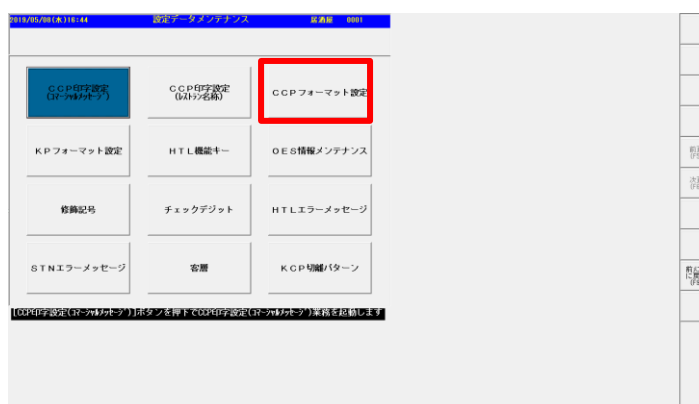 2019/05/08(水)16:44 設定データメンテナンス 居酒屋 0001
CCP印字設定
(ｺﾏｰｼｬﾙﾒｯｾｰｼﾞ)
CCP印字設定
(ﾚｽﾄﾗﾝ名称)
CCPフォーマット設定
KPフォーマット設定
HTL機能キー
OES情報メンテナンス
修飾記号
チェックデジット
HTLエラーメッセージ
STNエラーメッセージ
客層
KCP切離パターン
[CCP印字設定(ｺﾏｰｼｬﾙﾒｯｾｰｼﾞ)]ボタンを押下でCCP印字設定(ｺﾏｰｼｬﾙﾒｯｾｰｼﾞ)業務を起動します